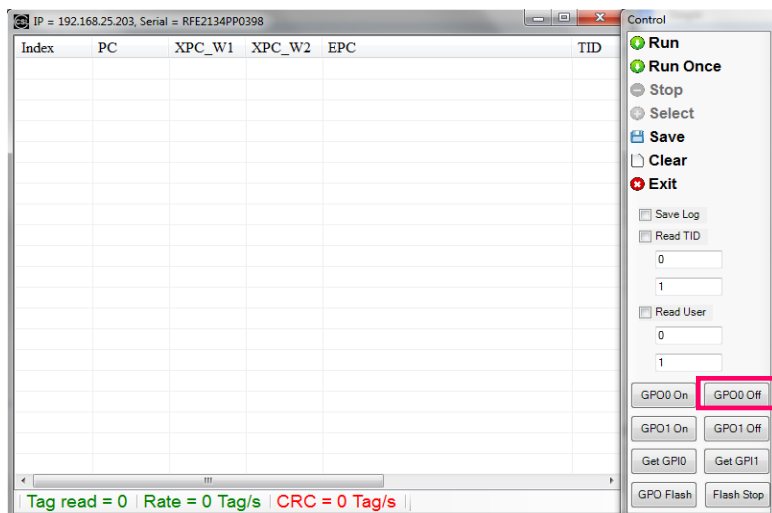 IP = 192.168.25.203, Serial = RFE2134PP0398
Index PC XPC_W1 XPC_W2 EPC TID
Tag read = 0 Rate = 0 Tag/s CRC = 0 Tag/s
Control
Run
Run Once
Stop
Select
Save
Clear
Exit
Save Log
Read TID
0
1
Read User
0
1
GPO0 On GPO0 Off
GPO1 On GPO1 Off
Get GPI0 Get GPI1
GPO Flash Flash Stop